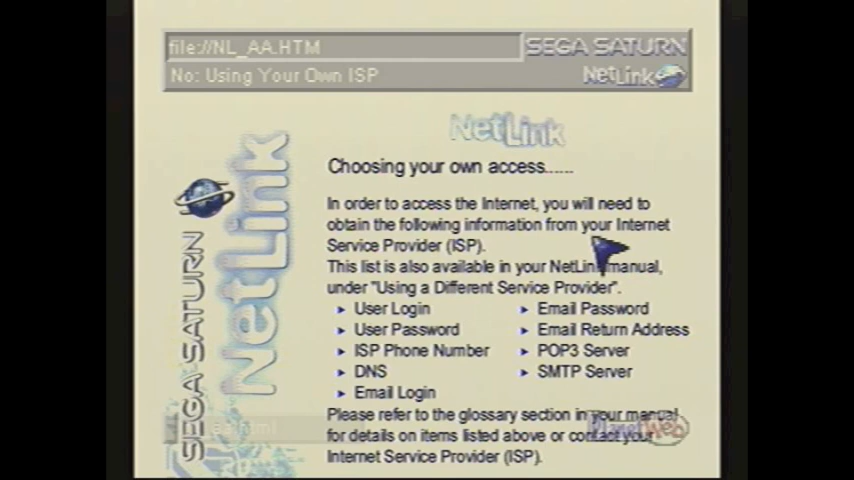 file://NL_AA.HTM
SEGA SATURN
No: Using Your Own ISP
NetLink
NetLink
SEGA SATURN
NetLink
Choosing your own access......
In order to access the Internet, you will need to
obtain the following information from your Internet
Service Provider (ISP).
This list is also available in your NetLink manual,
under "Using a Different Service Provider".
User Login
Email Password
User Password
Email Return Address
ISP Phone Number
POP3 Server
DNS
SMTP Server
Email Login
Please refer to the glossary section in your manual
for details on items listed above or contact your
Internet Service Provider (ISP).
PlanetWeb